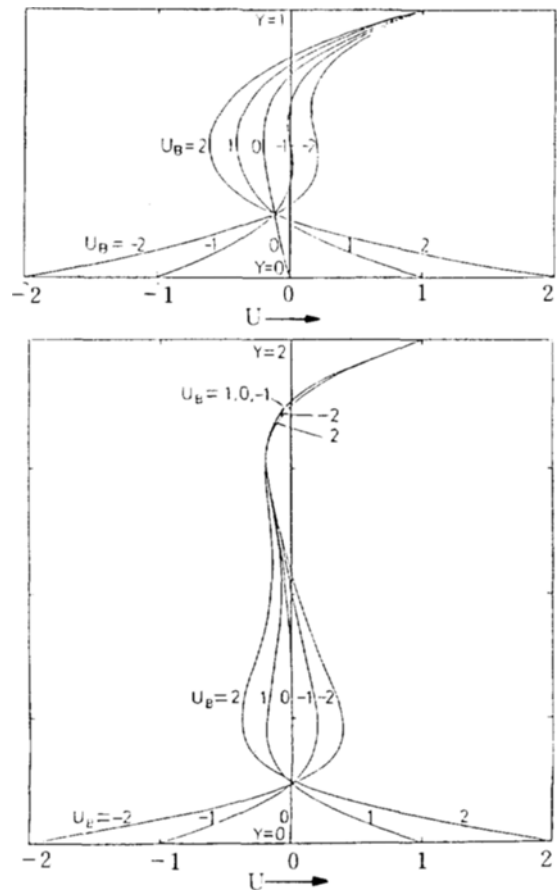 Y=1
U_B=2 1 0 -1 -2
U_B= -2 -1 0 1 2
Y=0
-2 -1 0 1 2
U
Y=2
U_B= 1,0,-1
-2
2
U_B=2 1 0 -1 -2
U_B= -2 -1 0 1 2
Y=0
-2 -1 0 1 2
U